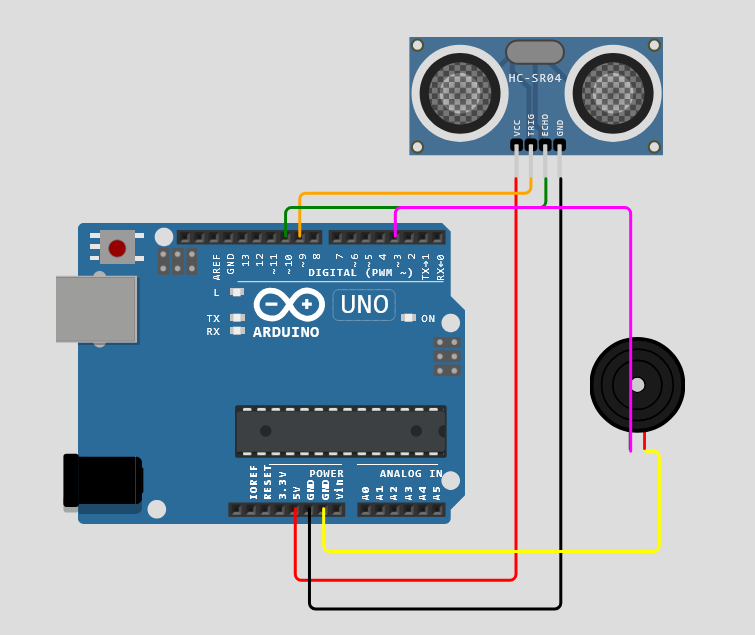 HC-SR04
VCC
TRIG
ECHO
GND
AREF
GND
13
12
~11
~10
~9
8
7
~6
~5
4
~3
2
TX→1
RX←0
DIGITAL (PWM ~)
L
TX
RX
UNO
ON
ARDUINO
POWER
ANALOG IN
IOREF
RESET
3.3V
5V
GND
GND
Vin
A0
A1
A2
A3
A4
A5